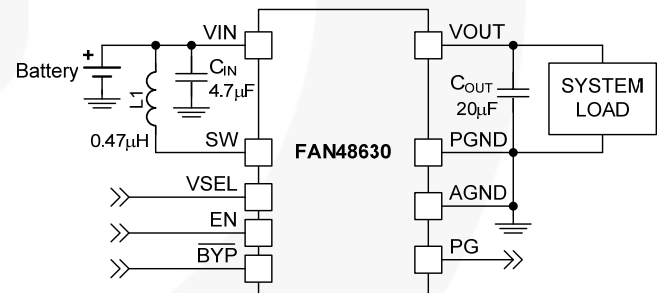 VIN
VOUT
+
Battery
L1
CIN
4.7µF
COUT
20µF
SYSTEM
LOAD
0.47µH
SW
FAN48630
PGND
VSEL
AGND
EN
BYP
PG